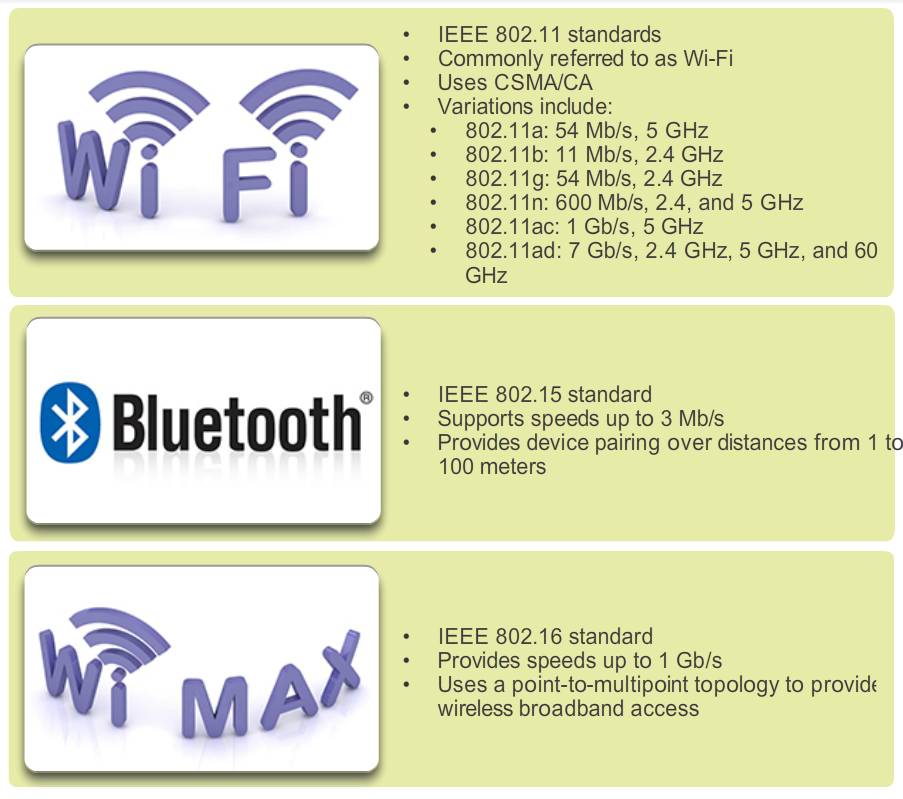 Wi Fi
• IEEE 802.11 standards
• Commonly referred to as Wi-Fi
• Uses CSMA/CA
• Variations include:
• 802.11a: 54 Mb/s, 5 GHz
• 802.11b: 11 Mb/s, 2.4 GHz
• 802.11g: 54 Mb/s, 2.4 GHz
• 802.11n: 600 Mb/s, 2.4, and 5 GHz
• 802.11ac: 1 Gb/s, 5 GHz
• 802.11ad: 7 Gb/s, 2.4 GHz, 5 GHz, and 60
GHz
Bluetooth®
• IEEE 802.15 standard
• Supports speeds up to 3 Mb/s
• Provides device pairing over distances from 1 to
100 meters
Wi MAX
• IEEE 802.16 standard
• Provides speeds up to 1 Gb/s
• Uses a point-to-multipoint topology to provide
wireless broadband access